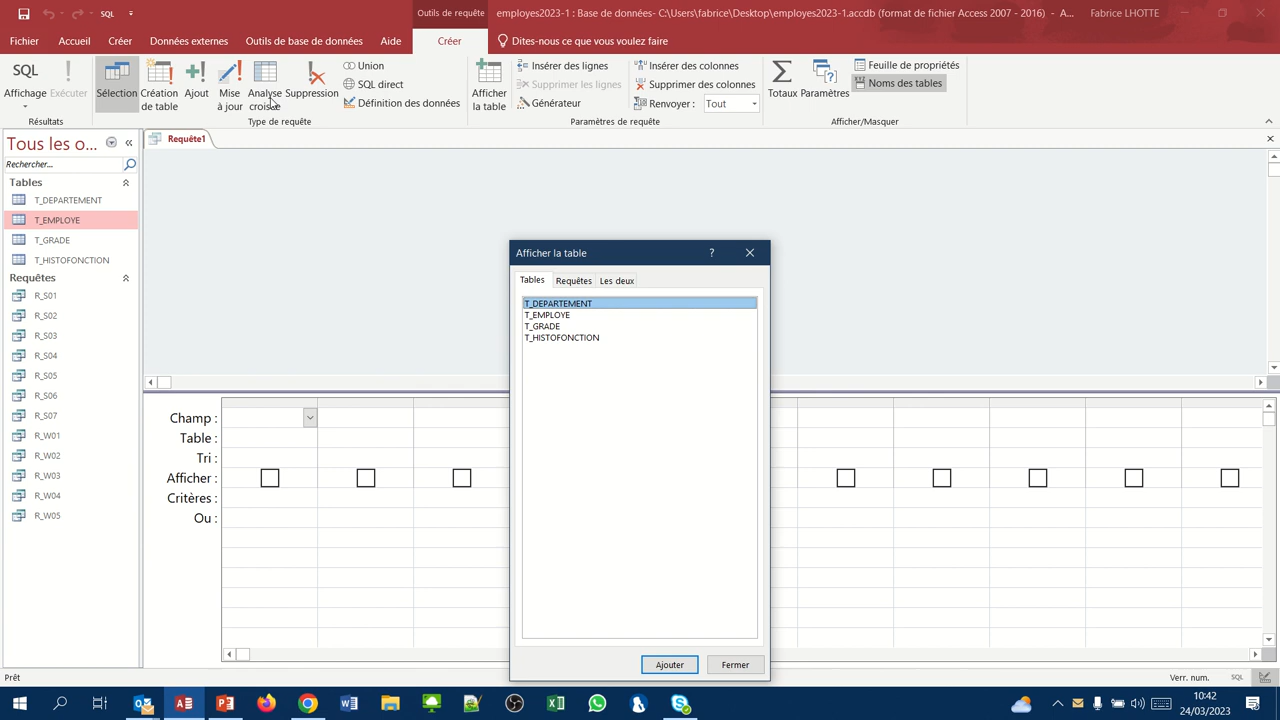 SQL
Outils de requête
employes2023-1 : Base de données- C:\Users\fabrice\Desktop\employes2023-1.accdb (format de fichier Access 2007 - 2016) - A...
Fabrice LHOTTE
Fichier
Accueil
Créer
Données externes
Outils de base de données
Aide
Créer
Dites-nous ce que vous voulez faire
SQL
Affichage
Exécuter
Résultats
Sélection
Création de table
Ajout
Mise à jour
Analyse croisée
Suppression
Union
SQL direct
Définition des données
Type de requête
Afficher la table
Insérer des lignes
Supprimer les lignes
Générateur
Insérer des colonnes
Supprimer des colonnes
Renvoyer :
Tout
Paramètres de requête
Totaux
Paramètres
Feuille de propriétés
Noms des tables
Afficher/Masquer
Tous les o...
Rechercher...
Tables
T_DEPARTEMENT
T_EMPLOYE
T_GRADE
T_HISTOFONCTION
Requêtes
R_S01
R_S02
R_S03
R_S04
R_S05
R_S06
R_S07
R_W01
R_W02
R_W03
R_W04
R_W05
Requête1
Afficher la table
?
Tables
Requêtes
Les deux
T_DEPARTEMENT
T_EMPLOYE
T_GRADE
T_HISTOFONCTION
Ajouter
Fermer
Champ :
Table :
Tri :
Afficher :
Critères :
Ou :
Prêt
Verr. num.
SQL
10:42
24/03/2023